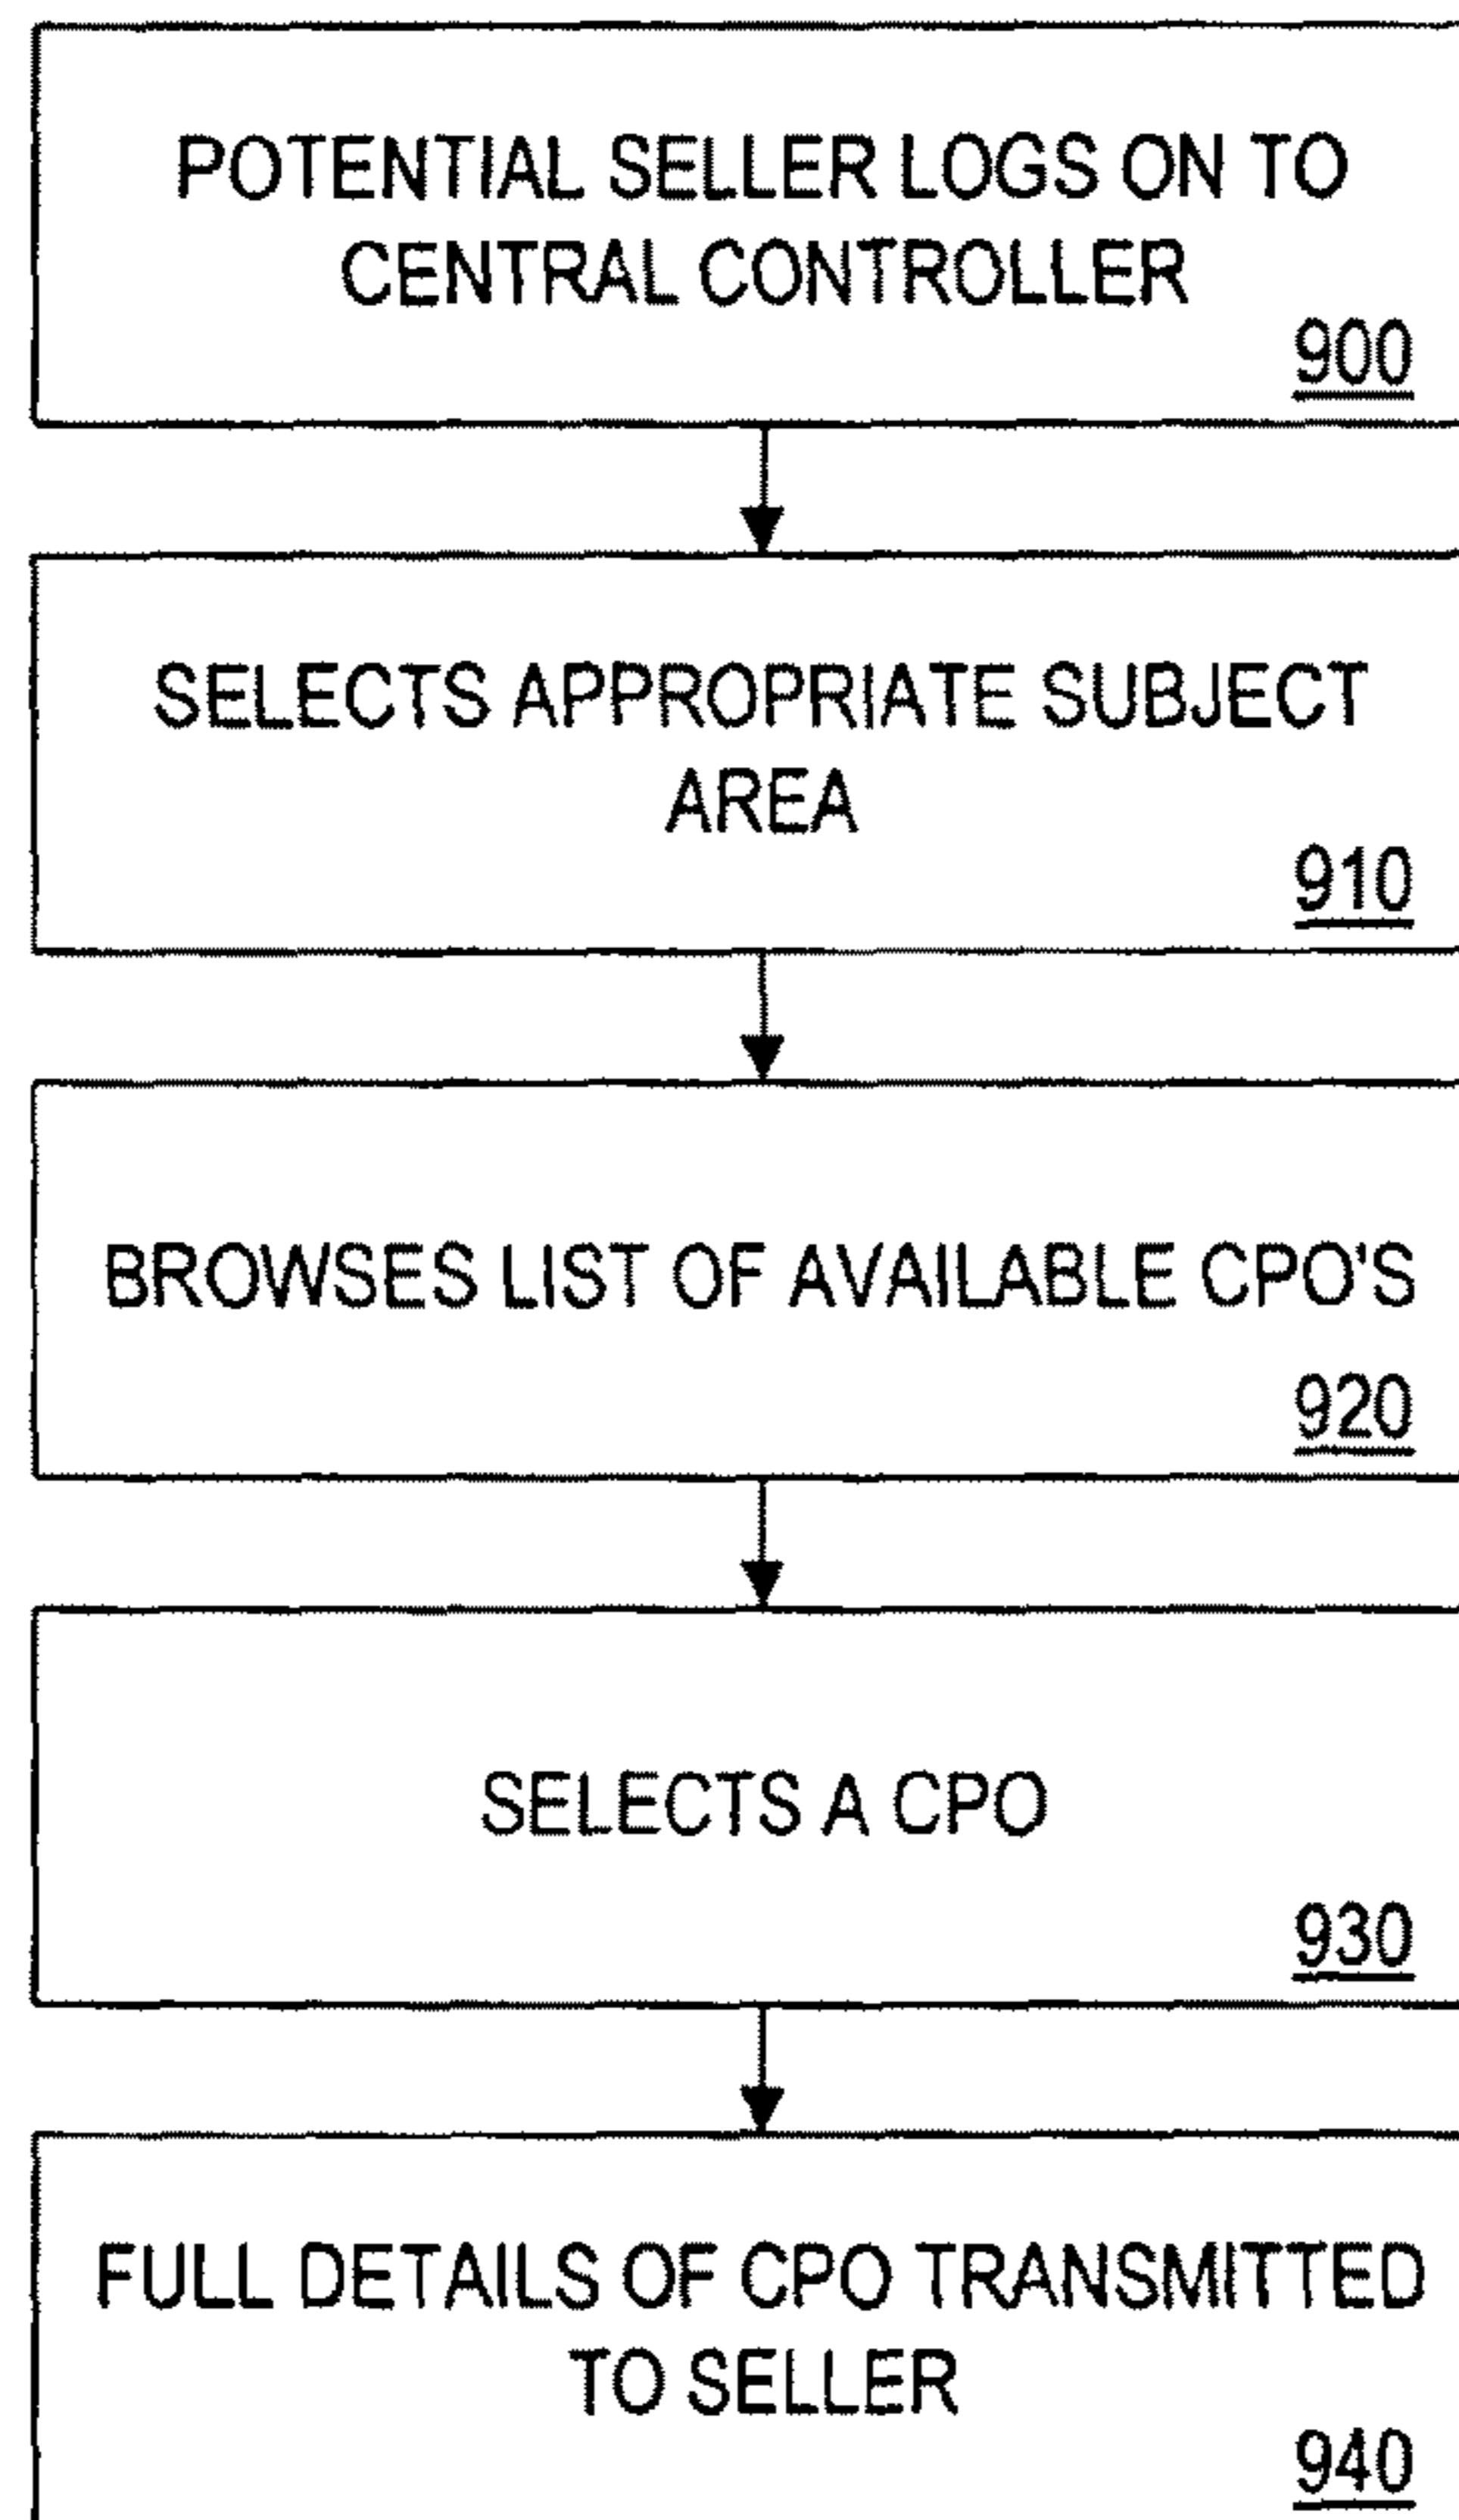 POTENTIAL SELLER LOGS ON TO
CENTRAL CONTROLLER
900
SELECTS APPROPRIATE SUBJECT
AREA
910
BROWSES LIST OF AVAILABLE CPO'S
920
SELECTS A CPO
930
FULL DETAILS OF CPO TRANSMITTED
TO SELLER
940